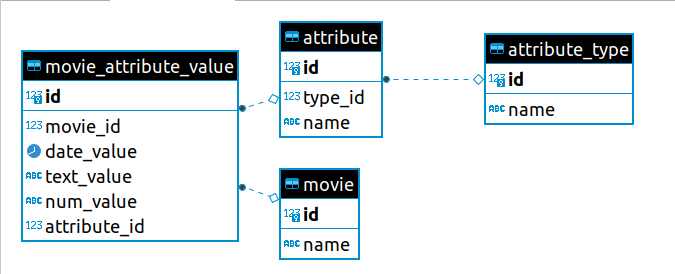 movie_attribute_value
123 id
123 movie_id
date_value
ABC text_value
ABC num_value
123 attribute_id
attribute
123 id
123 type_id
ABC name
attribute_type
123 id
ABC name
movie
123 id
ABC name